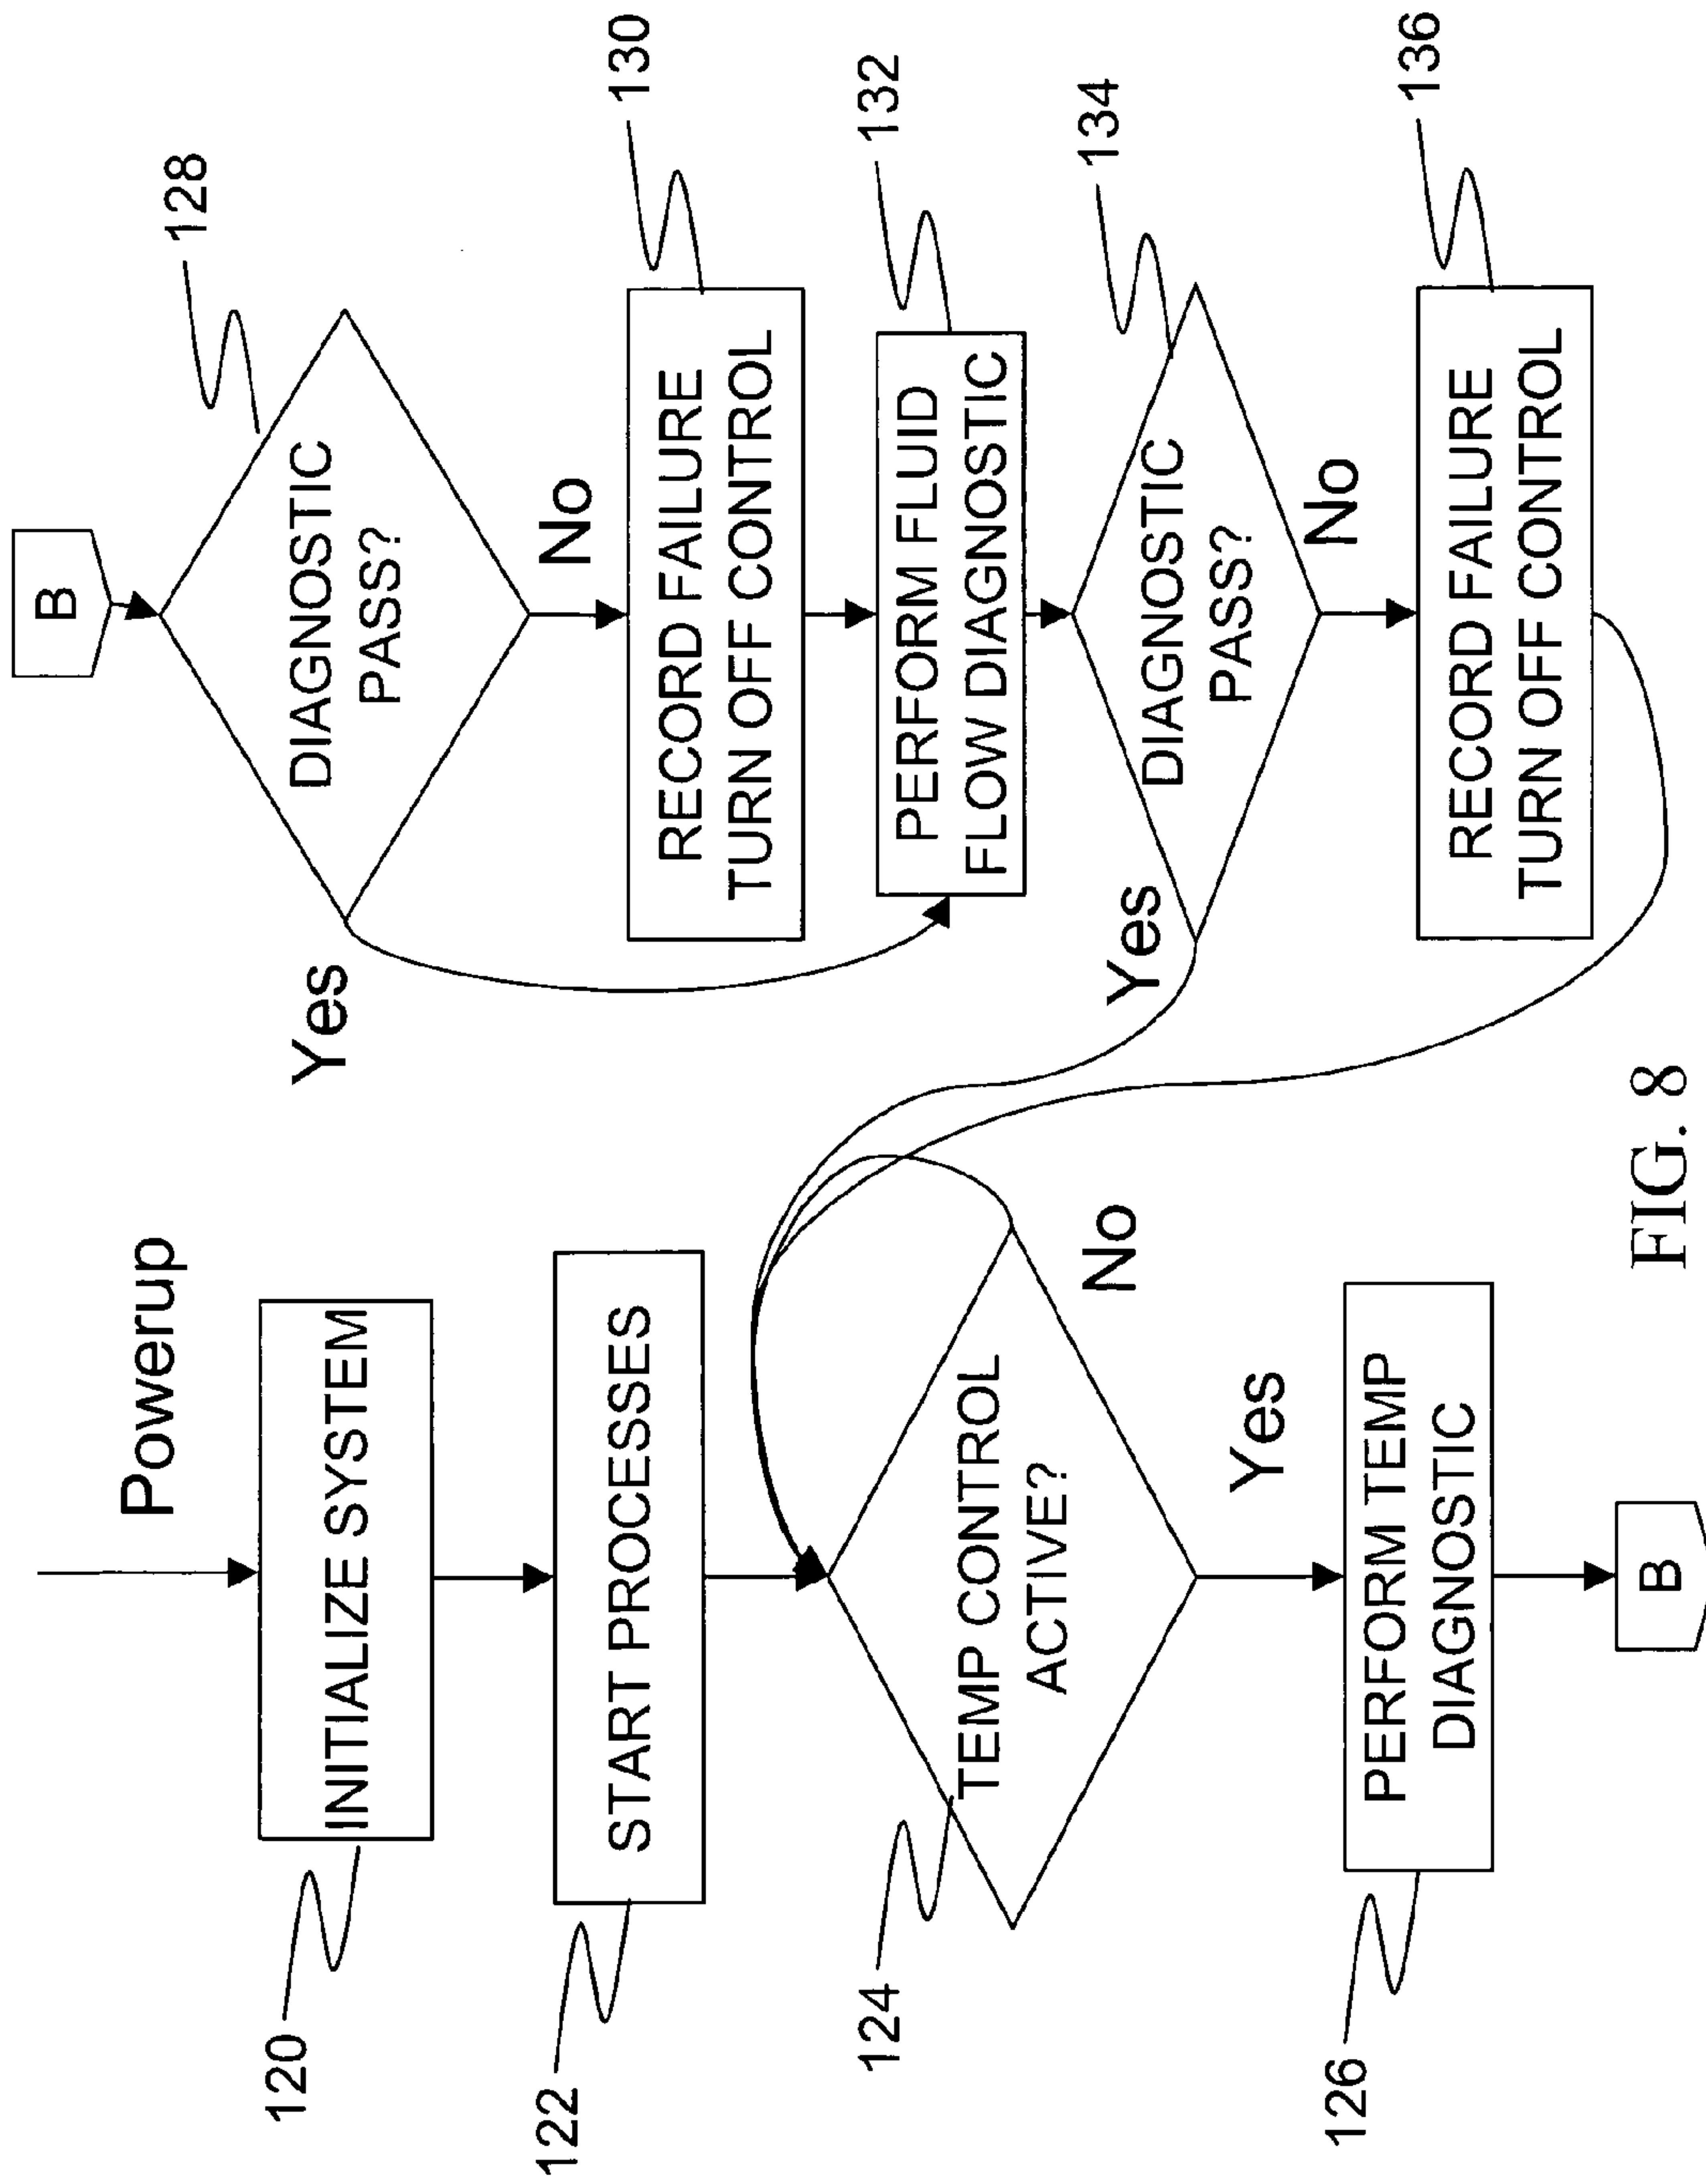 Powerup
120
INITIALIZE SYSTEM
122
START PROCESSES
124
TEMP CONTROL
ACTIVE?
No
Yes
126
PERFORM TEMP
DIAGNOSTIC
B
B
128
DIAGNOSTIC
PASS?
Yes
No
130
RECORD FAILURE
TURN OFF CONTROL
132
PERFORM FLUID
FLOW DIAGNOSTIC
134
DIAGNOSTIC
PASS?
Yes
No
136
RECORD FAILURE
TURN OFF CONTROL
FIG. 8